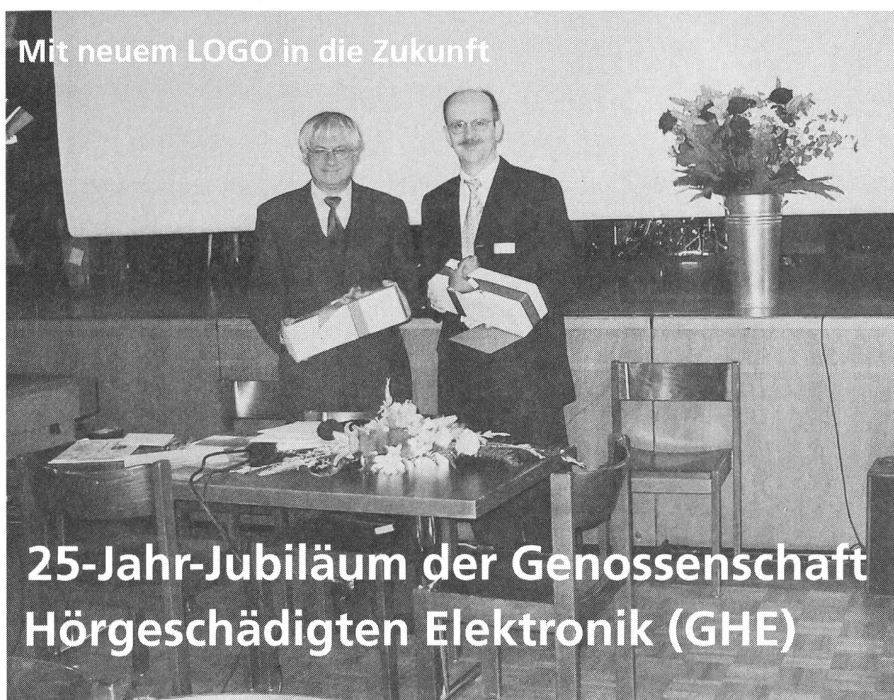 Mit neuem LOGO in die Zukunft
25-Jahr-Jubiläum der Genossenschaft
Hörgeschädigten Elektronik (GHE)